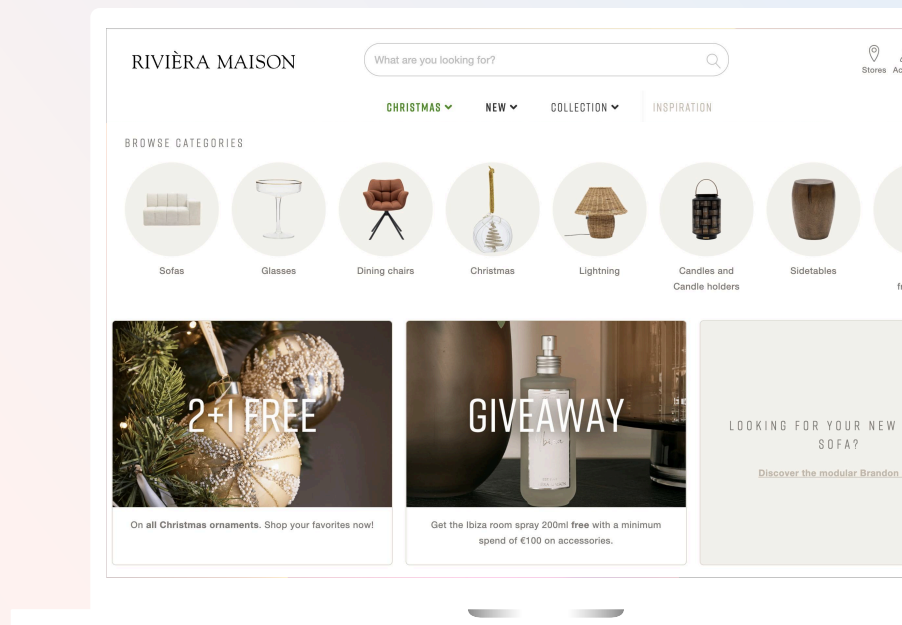 RIVIÈRA MAISON
What are you looking for?
Stores
CHRISTMAS
NEW
COLLECTION
INSPIRATION
BROWSE CATEGORIES
Sofas
Glasses
Dining chairs
Christmas
Lightning
Candles and
Candle holders
Sidetables
2+1 FREE
GIVEAWAY
LOOKING FOR YOUR NEW
SOFA?
Discover the modular Brandon
On all Christmas ornaments. Shop your favorites now!
Get the Ibiza room spray 200ml free with a minimum
spend of €100 on accessories.